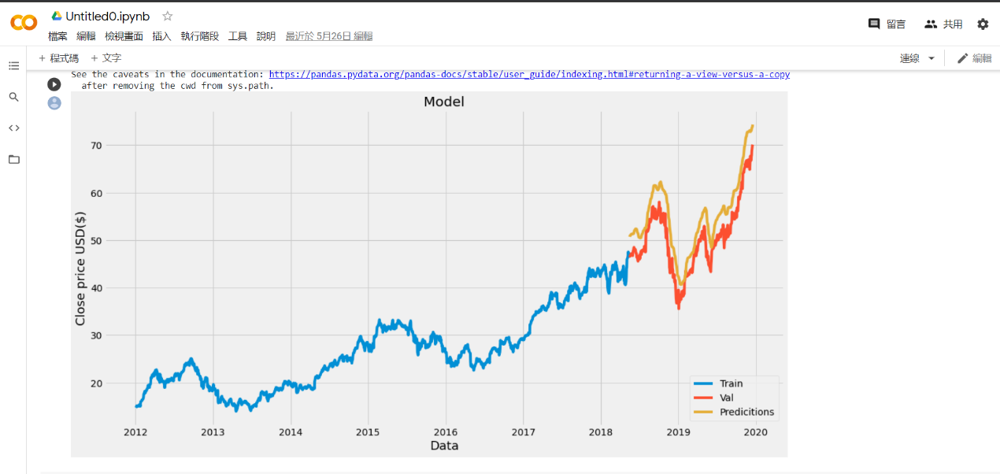 Untitled0.ipynb
檔案 編輯 檢視畫面 插入 執行階段 工具 說明 最近於 5月26日 編輯
留言 共用
+ 程式碼 + 文字
連線 編輯
See the caveats in the documentation: https://pandas.pydata.org/pandas-docs/stable/user_guide/indexing.html#returning-a-view-versus-a-copy
after removing the cwd from sys.path.
Model
Close price USD($)
70
60
50
40
30
20
Train
Val
Predicitions
2012 2013 2014 2015 2016 2017 2018 2019 2020
Data